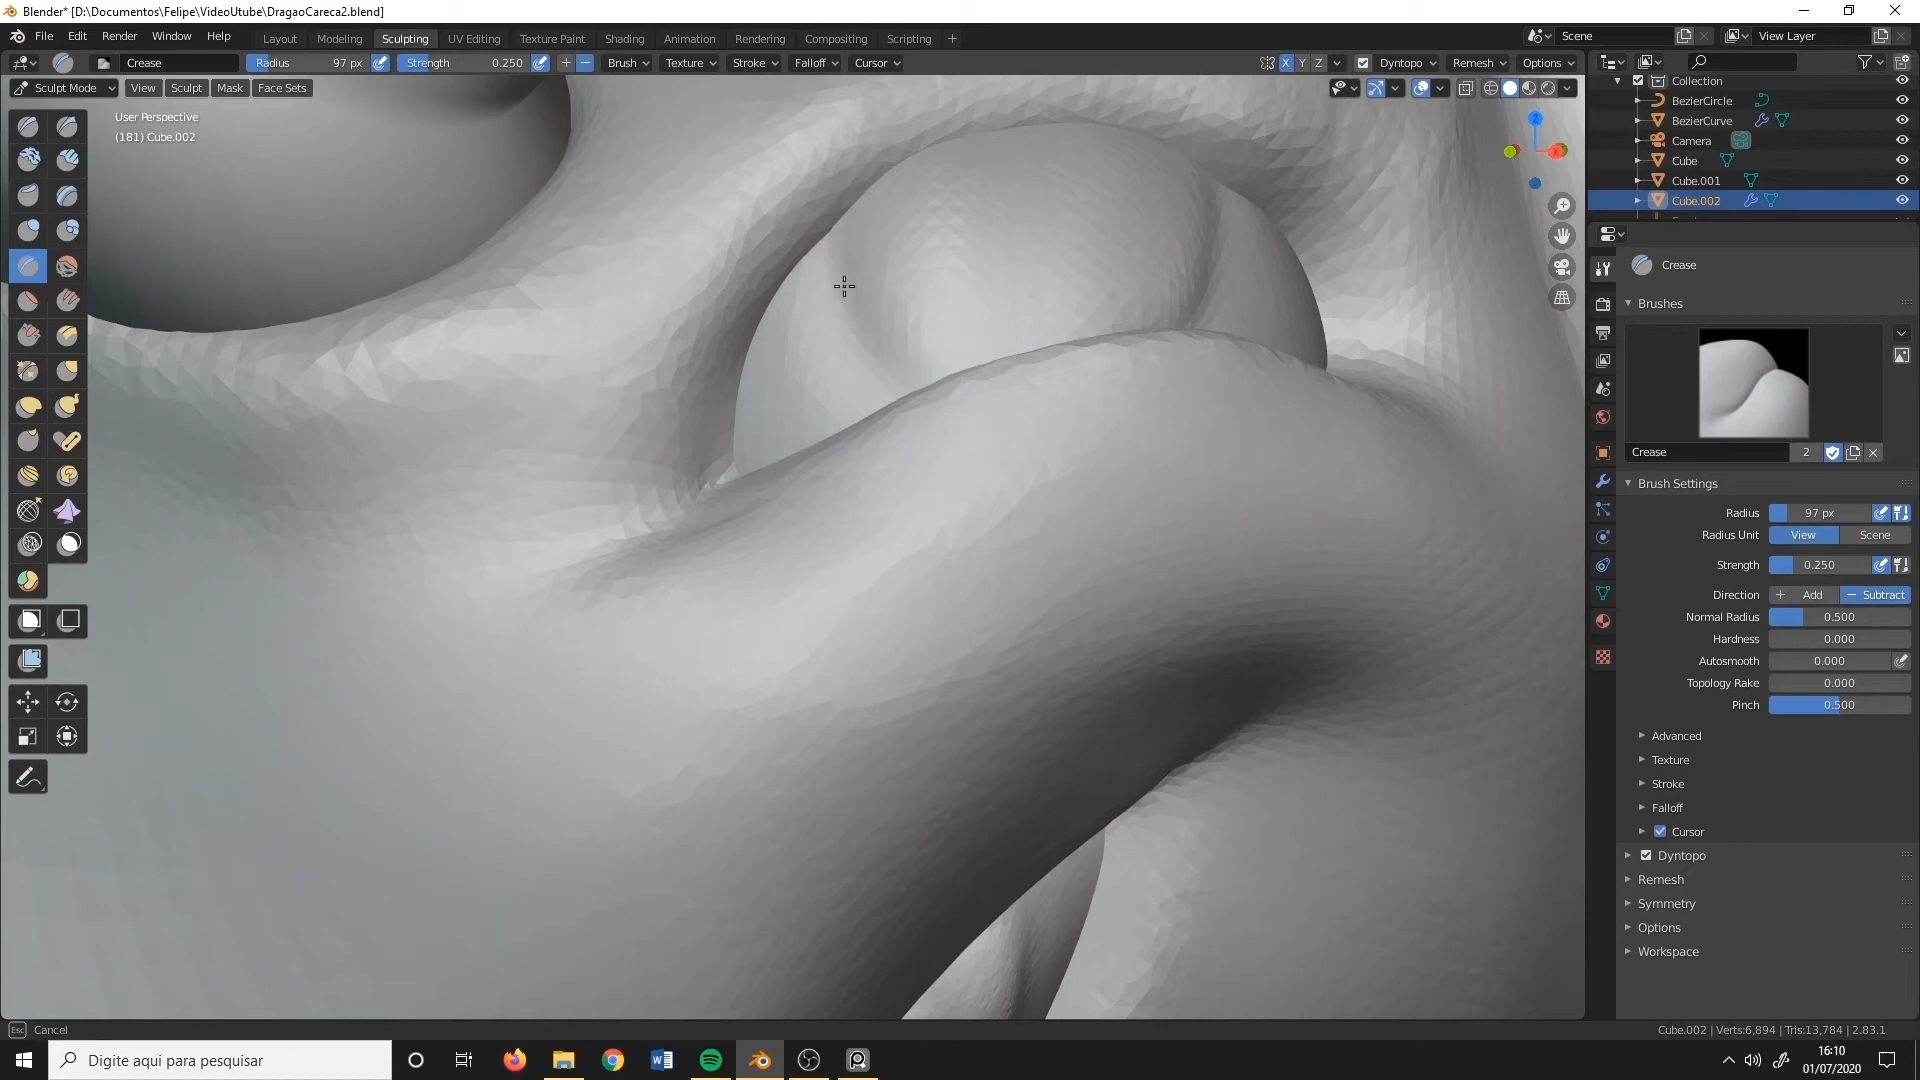 Blender* [D:\Documentos\Felipe\VideoUtube\DragaoCareca2.blend]
File Edit Render Window Help
Layout Modeling Sculpting UV Editing Texture Paint Shading Animation Rendering Compositing Scripting +
Scene View Layer
Crease Radius 97 px Strength 0.250 + − Brush Texture Stroke Falloff Cursor X Y Z Dyntopo Remesh Options
Sculpt Mode View Sculpt Mask Face Sets
User Perspective
(181) Cube.002
Z
X
Collection
BezierCircle
BezierCurve
Camera
Cube
Cube.001
Cube.002
Crease
Brushes
Crease 2
Brush Settings
Radius 97 px
Radius Unit View Scene
Strength 0.250
Direction + Add − Subtract
Normal Radius 0.500
Hardness 0.000
Autosmooth 0.000
Topology Rake 0.000
Pinch 0.500
Advanced
Texture
Stroke
Falloff
Cursor
Dyntopo
Remesh
Symmetry
Options
Workspace
Esc Cancel
Cube.002 | Verts:6,894 | Tris:13,784 | 2.83.1
Digite aqui para pesquisar
16:10
01/07/2020